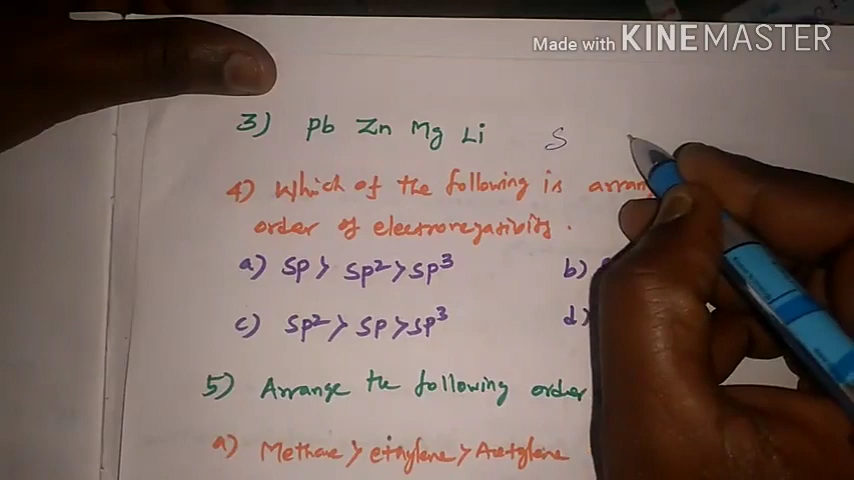 Made with KINEMASTER
3) Pb Zn Mg Li S
4) Which of the following is arran
order of electronegativity.
a) Sp > Sp² > Sp³ b)
c) Sp² > Sp > Sp³ d)
5) Arrange the following order
a) Methane > ethylene > Acetylene